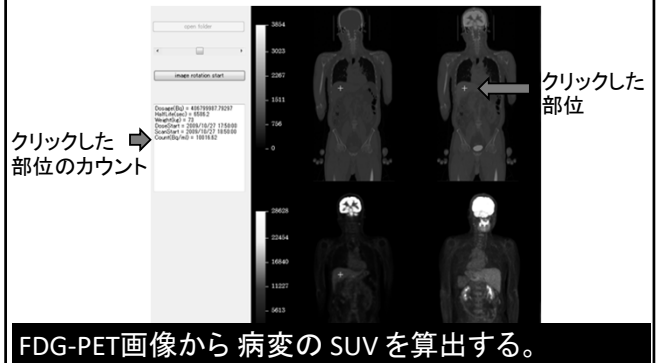 open folder
image rotation start
Dosage(Bq) = 406789987.79297
HalfLife(sec) = 6586.2
Weight(kg) = 73
DoseStart = 2009/10/27 17:50:00
ScanStart = 2009/10/27 18:50:00
Count(Bq/ml) = 10016.62
クリックした
部位のカウント
3854
3023
2267
1511
756
0
クリックした
部位
28628
22454
16840
11227
5613
FDG-PET画像から 病変の SUV を算出する。